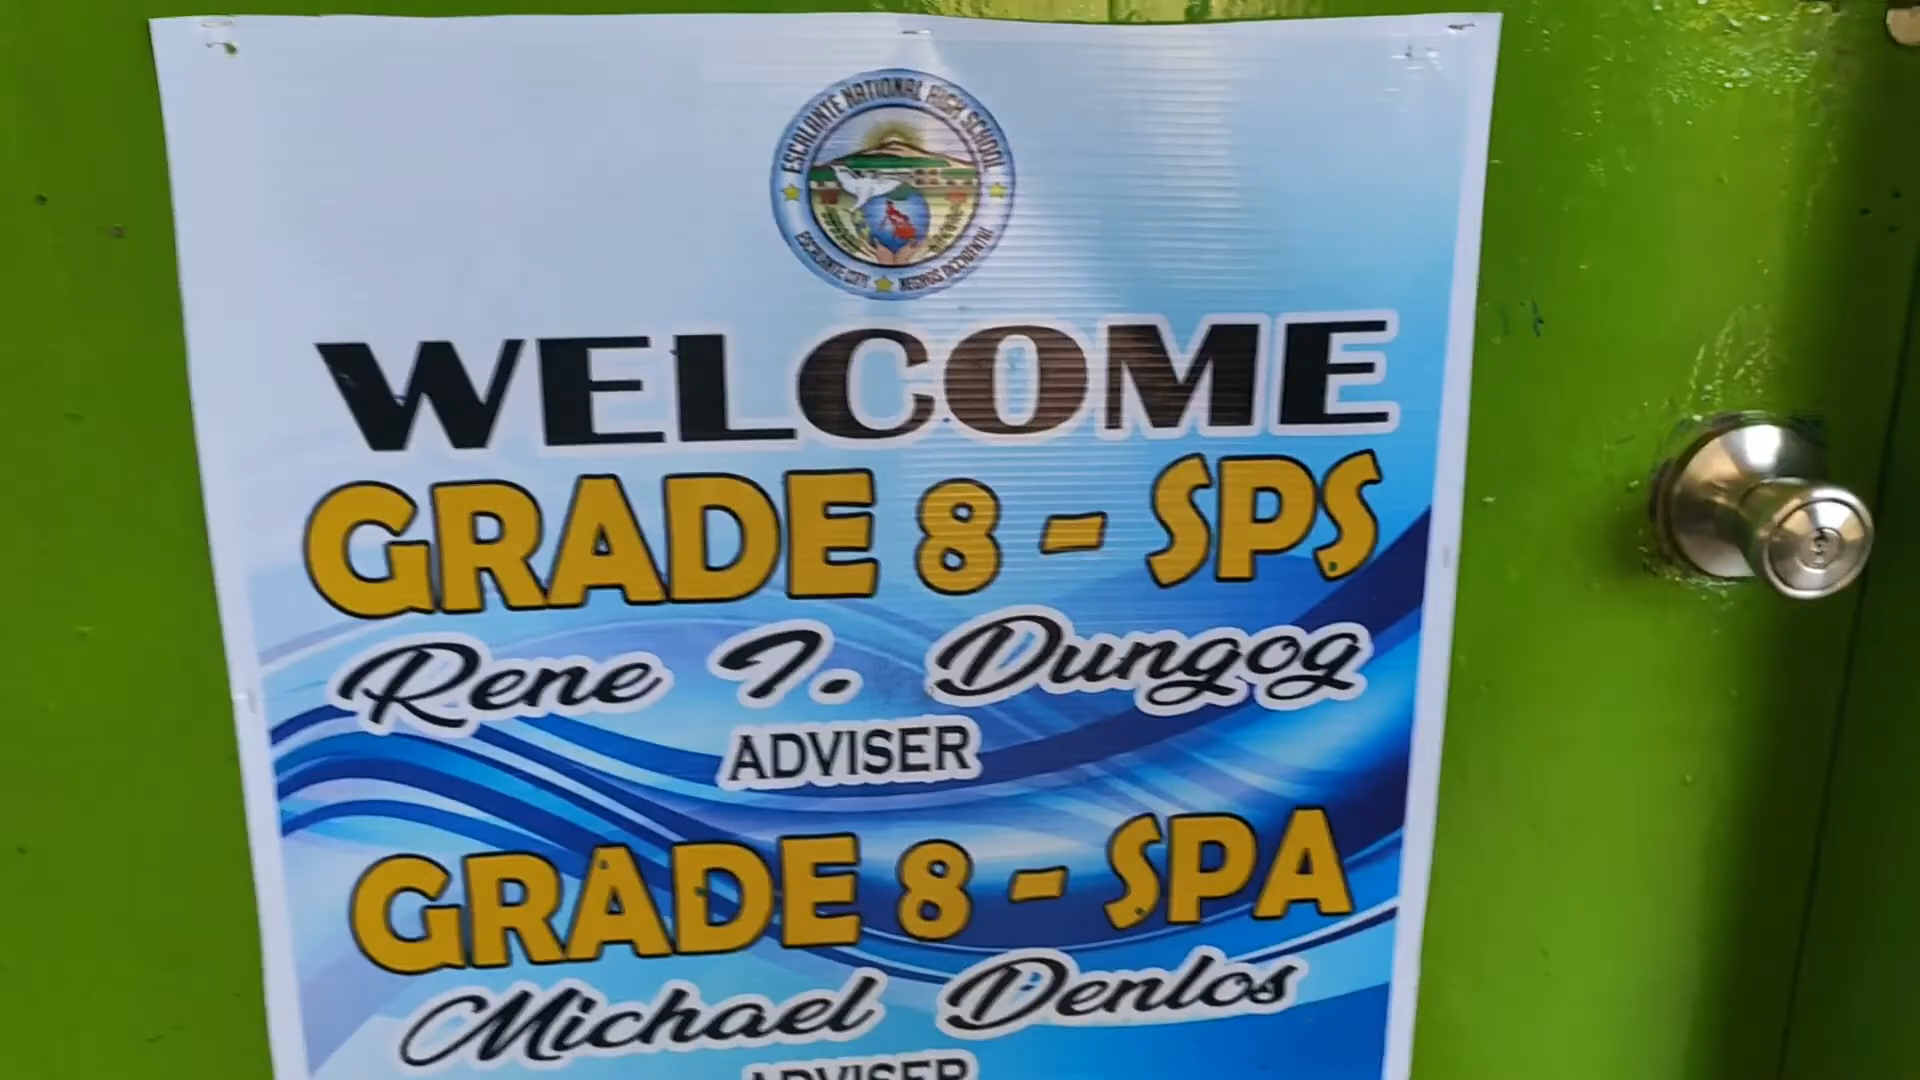 ESCALANTE NATIONAL HIGH SCHOOL
ESCALANTE CITY NEGROS OCCIDENTAL
WELCOME
GRADE 8 - SPS
Rene T. Dungog
ADVISER
GRADE 8 - SPA
Michael Denlos
ADVISER